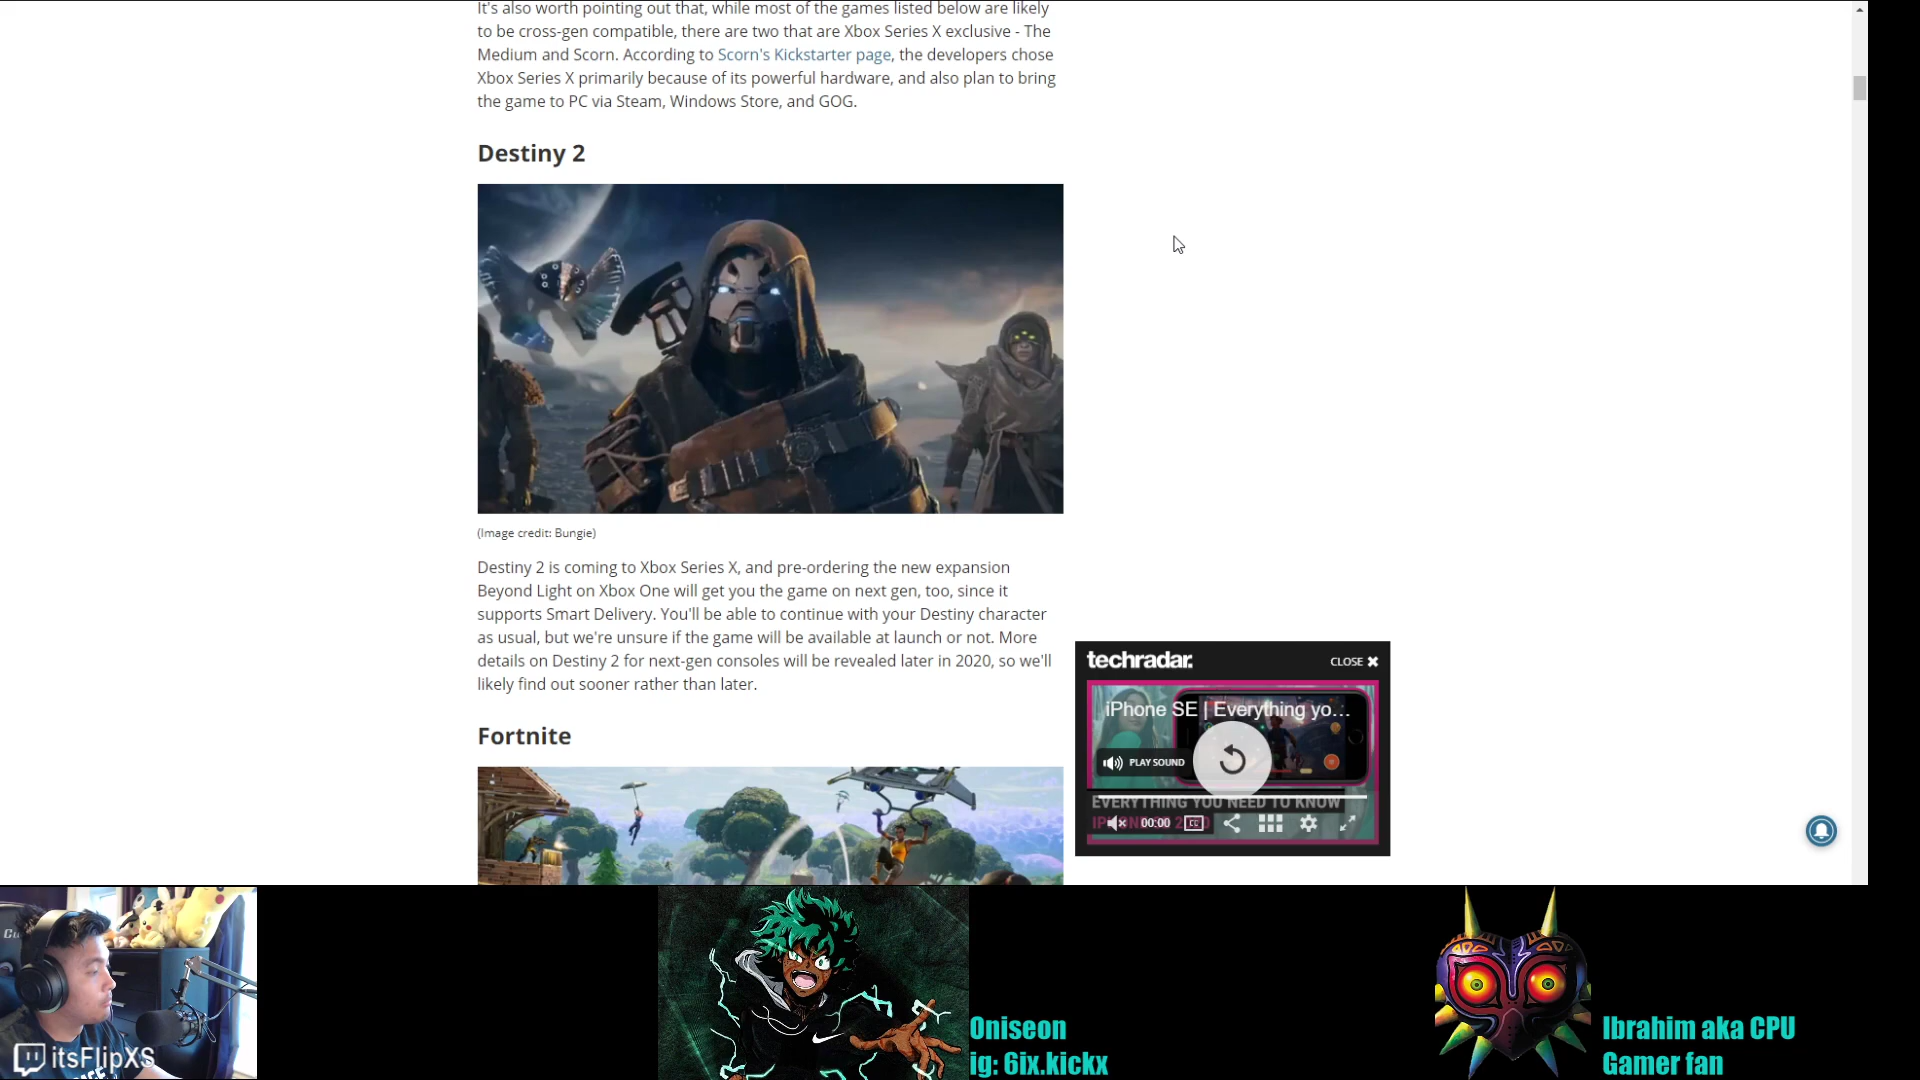 It's also worth pointing out that, while most of the games listed below are likely
to be cross-gen compatible, there are two that are Xbox Series X exclusive - The
Medium and Scorn. According to Scorn's Kickstarter page, the developers chose
Xbox Series X primarily because of its powerful hardware, and also plan to bring
the game to PC via Steam, Windows Store, and GOG.
Destiny 2
(Image credit: Bungie)
Destiny 2 is coming to Xbox Series X, and pre-ordering the new expansion
Beyond Light on Xbox One will get you the game on next gen, too, since it
supports Smart Delivery. You'll be able to continue with your Destiny character
as usual, but we're unsure if the game will be available at launch or not. More
details on Destiny 2 for next-gen consoles will be revealed later in 2020, so we'll
likely find out sooner rather than later.
Fortnite
techradar.
CLOSE
iPhone SE | Everything yo...
PLAY SOUND
EVERYTHING YOU NEED TO KNOW
00:00
CC
itsFlipXS
Oniseon
ig: 6ix.kickx
Ibrahim aka CPU
Gamer fan